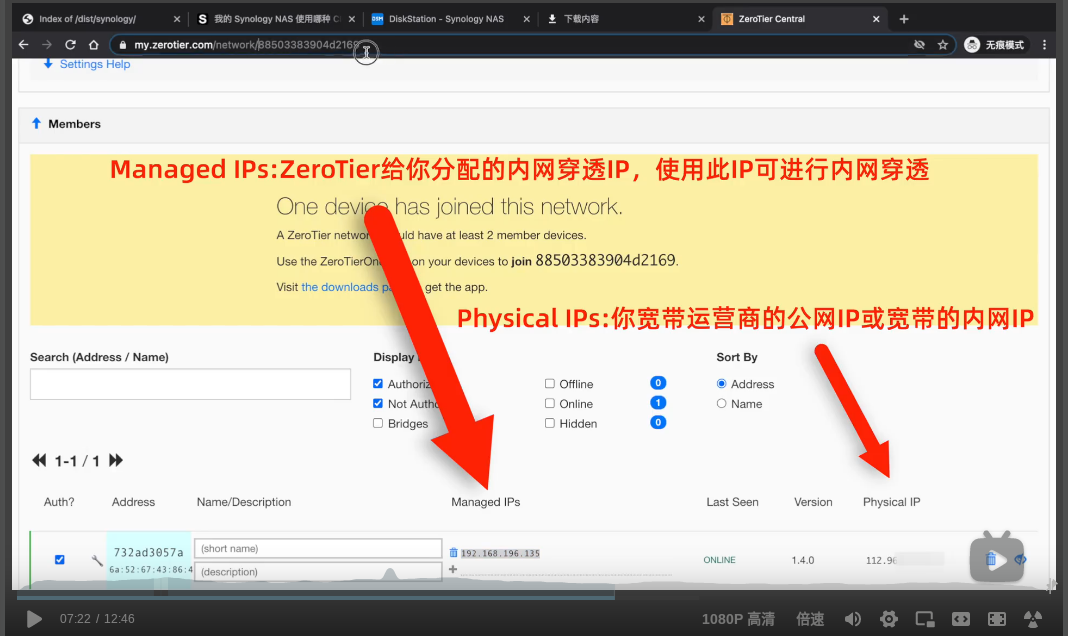 Index of /dist/synology/
我的 Synology NAS 使用哪种 C
DiskStation - Synology NAS
下载内容
ZeroTier Central
my.zerotier.com/network/88503383904d2169
无痕模式
Settings Help
Members
Managed IPs:ZeroTier给你分配的内网穿透IP，使用此IP可进行内网穿透
One device has joined this network.
A ZeroTier network should have at least 2 member devices.
Use the ZeroTierOne on your devices to join 88503383904d2169.
Visit the downloads get the app.
Physical IPs:你宽带运营商的公网IP或宽带的内网IP
Search (Address / Name)
Display
Sort By
Authoriz
Offline
0
Address
Not Autho
Online
1
Name
Bridges
Hidden
0
1-1 / 1
Auth?
Address
Name/Description
Managed IPs
Last Seen
Version
Physical IP
732ad3057a
(short name)
192.168.196.135
6a:52:67:43:86:4
(description)
ONLINE
1.4.0
112.96
07:22 / 12:46
1080P 高清
倍速